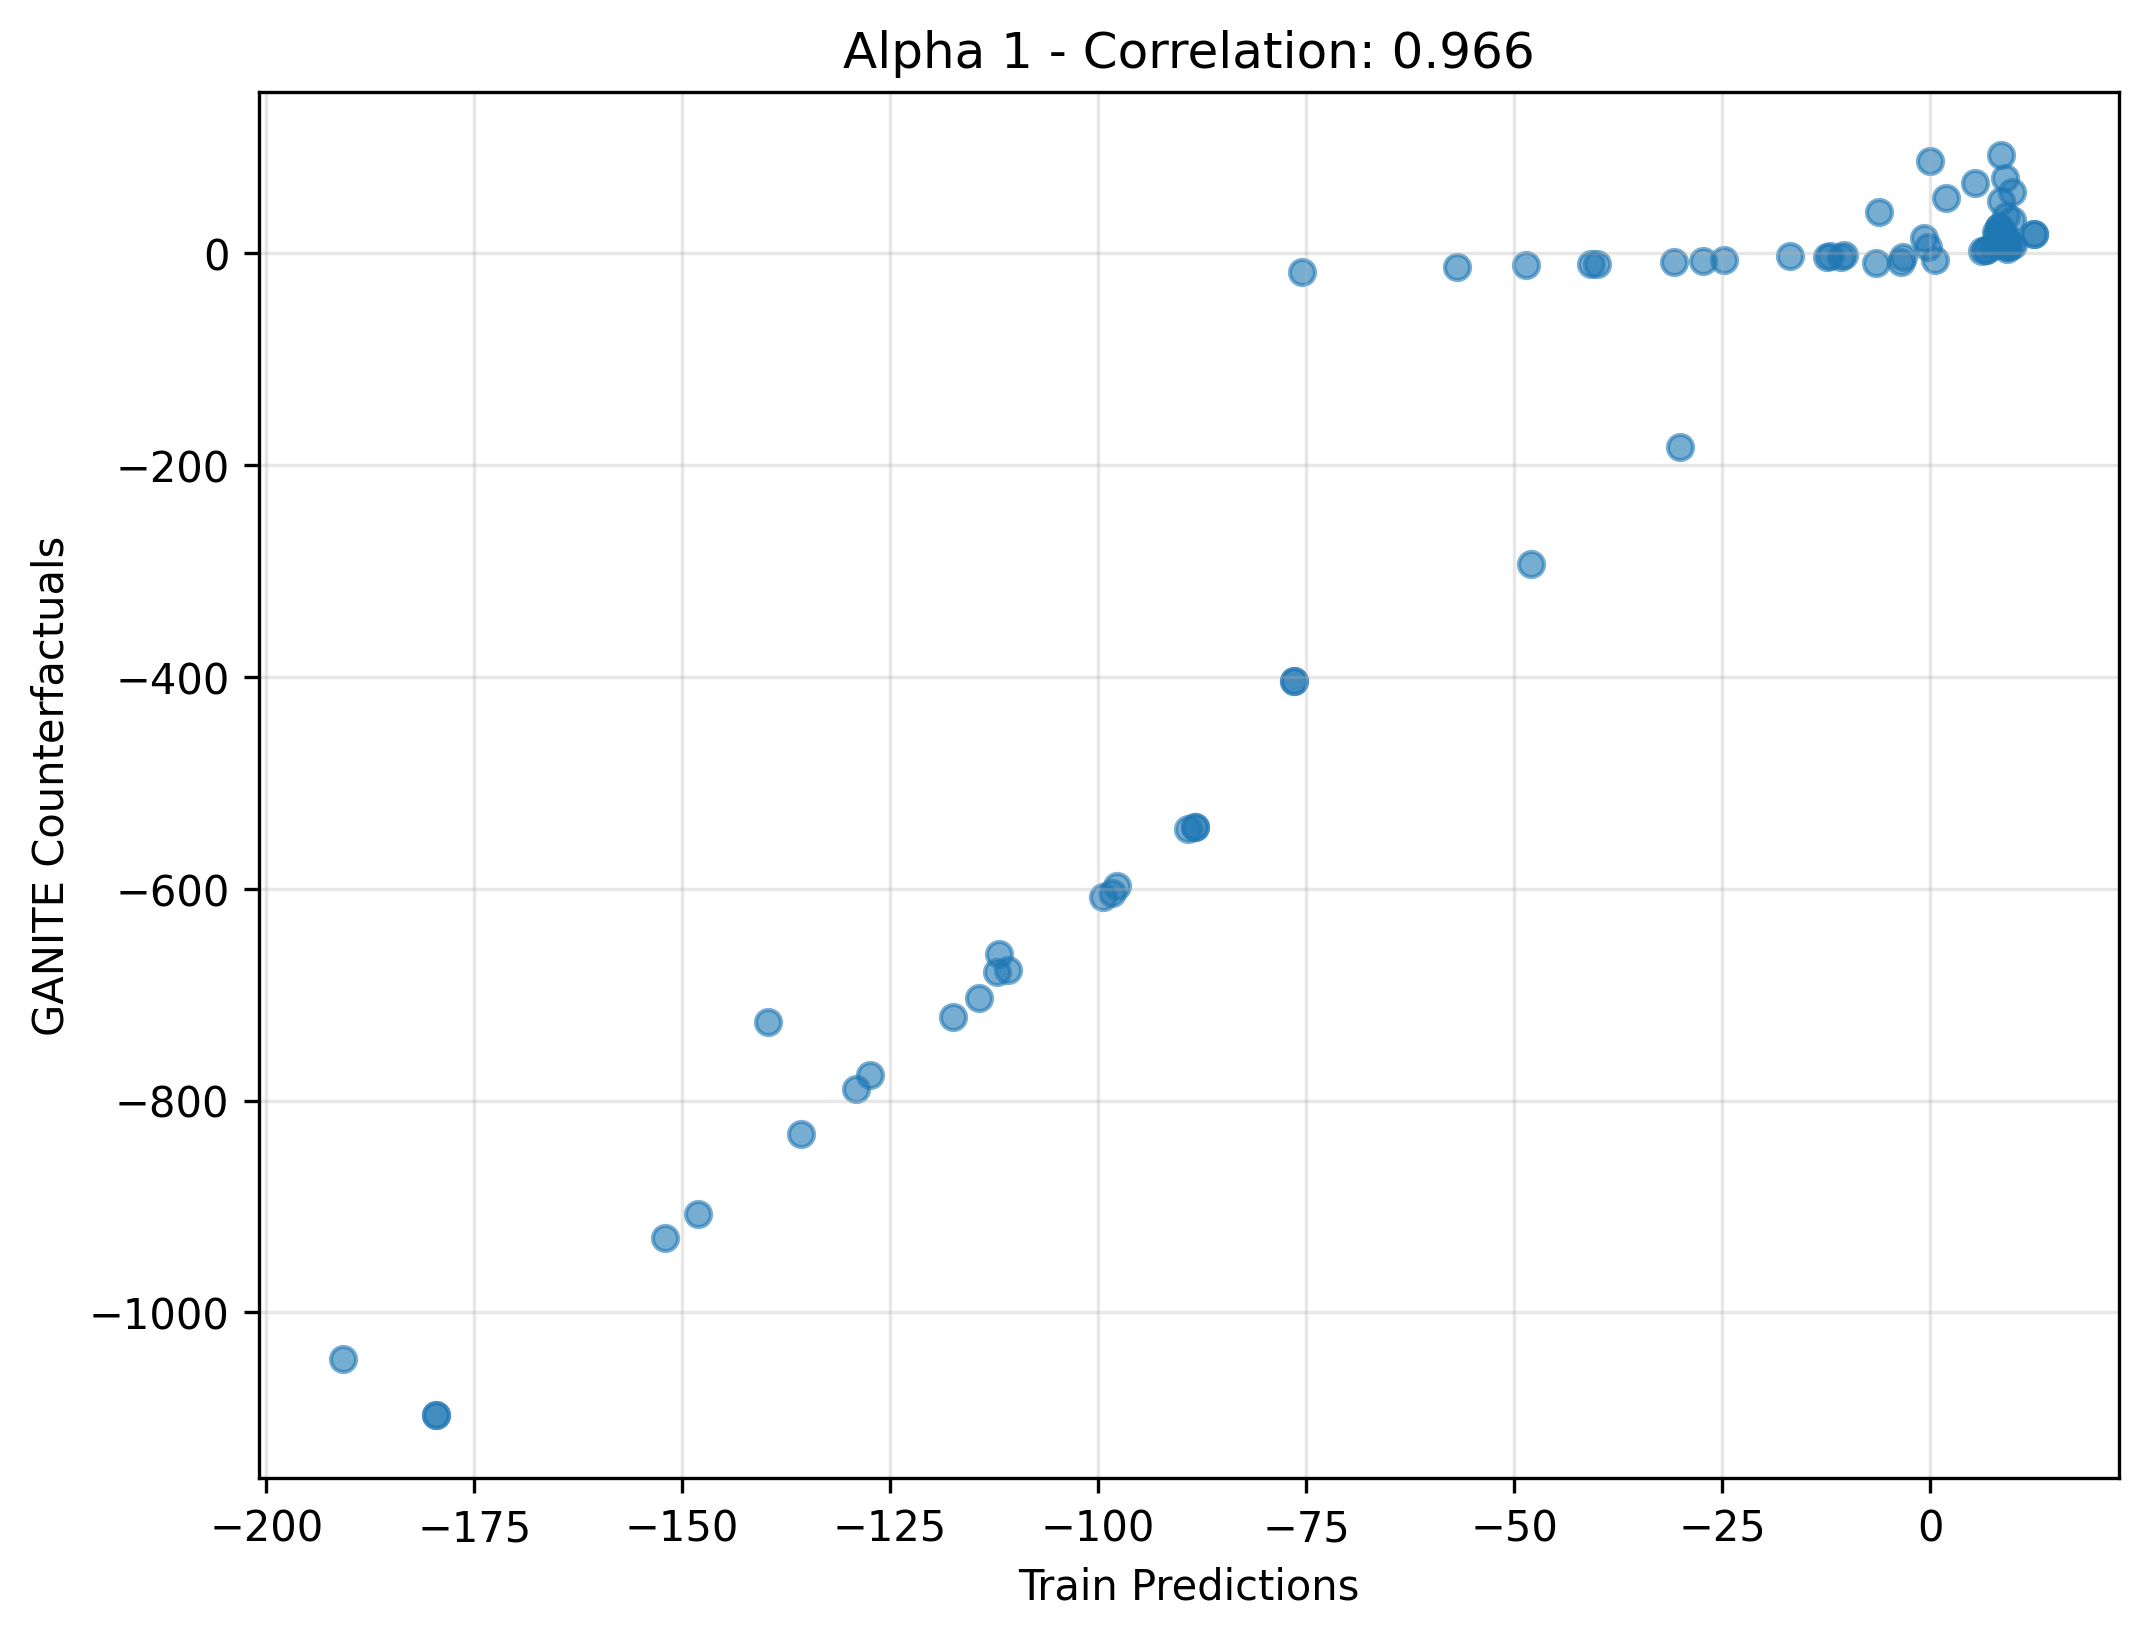 Alpha 1 - Correlation: 0.966
GANITE Counterfactuals
0
−200
−400
−600
−800
−1000
−200 −175 −150 −125 −100 −75 −50 −25 0
Train Predictions